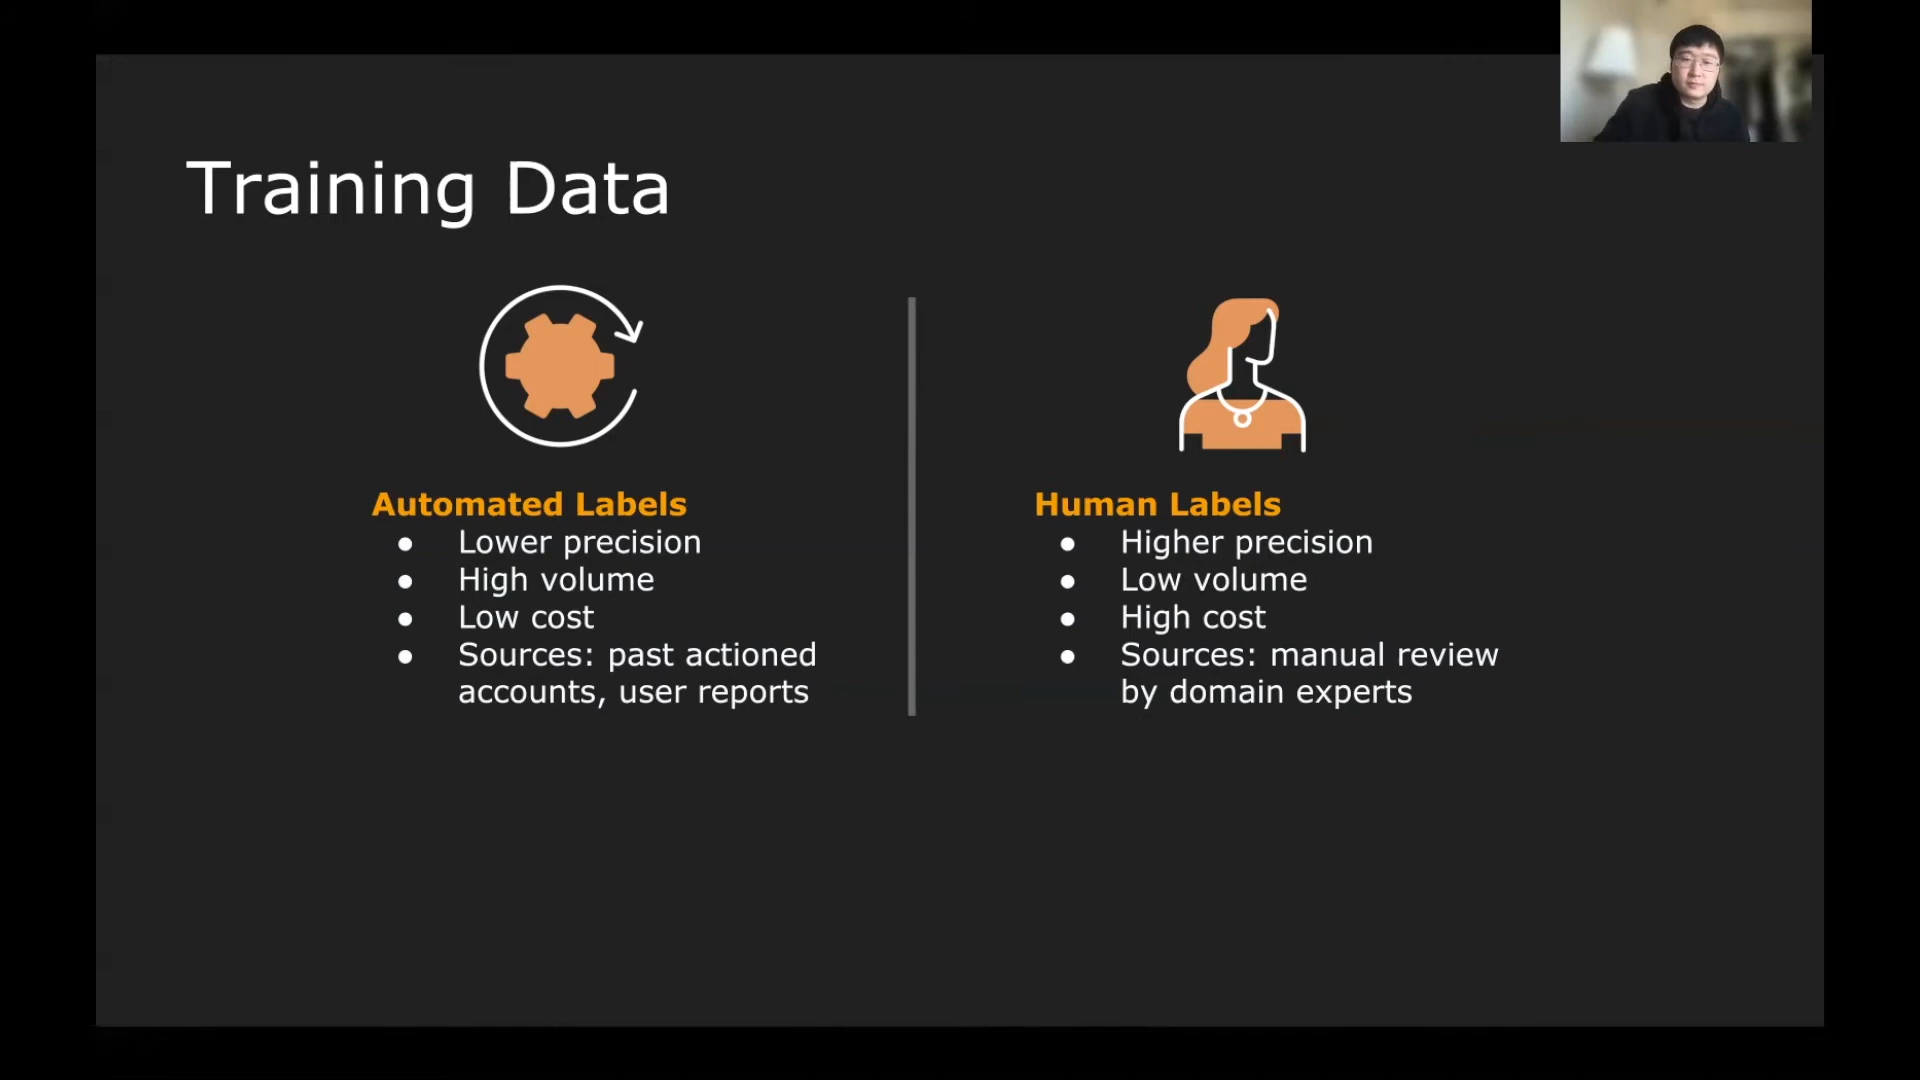 Training Data
Automated Labels
● Lower precision
● High volume
● Low cost
● Sources: past actioned
accounts, user reports
Human Labels
● Higher precision
● Low volume
● High cost
● Sources: manual review
by domain experts